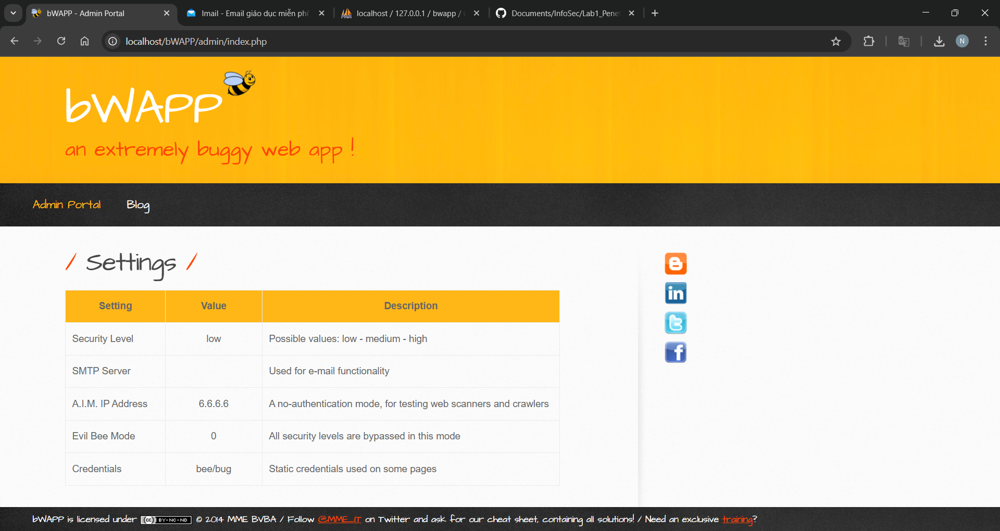 bWAPP - Admin Portal
Imail - Email giáo dục miễn phí
localhost / 127.0.0.1 / bwapp /
Documents/InfoSec/Lab1_Pene
localhost/bWAPP/admin/index.php
N
bWAPP
an extremely buggy web app !
Admin Portal Blog
/ Settings /
Setting Value Description
Security Level low Possible values: low - medium - high
SMTP Server Used for e-mail functionality
A.I.M. IP Address 6.6.6.6 A no-authentication mode, for testing web scanners and crawlers
Evil Bee Mode 0 All security levels are bypassed in this mode
Credentials bee/bug Static credentials used on some pages
bWAPP is licensed under cc BY-NC-ND © 2014 MME BVBA / Follow @MME_IT on Twitter and ask for our cheat sheet, containing all solutions! / Need an exclusive training?